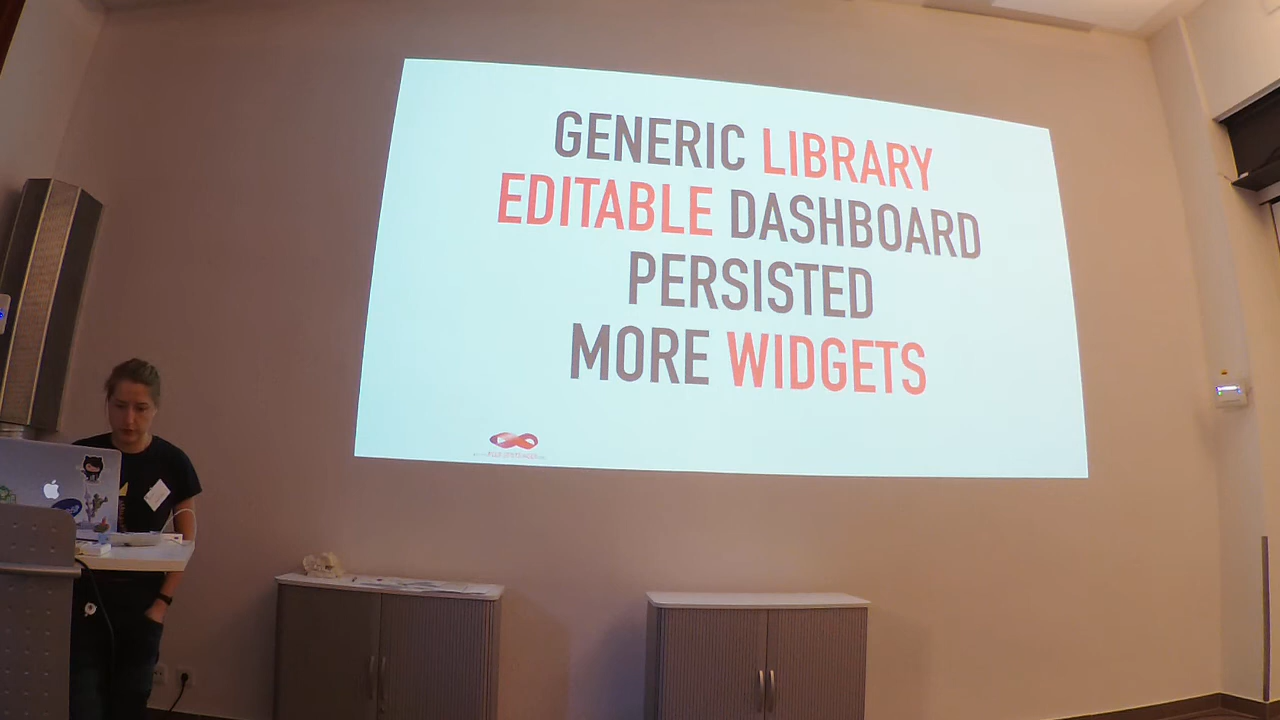 GENERIC LIBRARY
EDITABLE DASHBOARD
PERSISTED
MORE WIDGETS